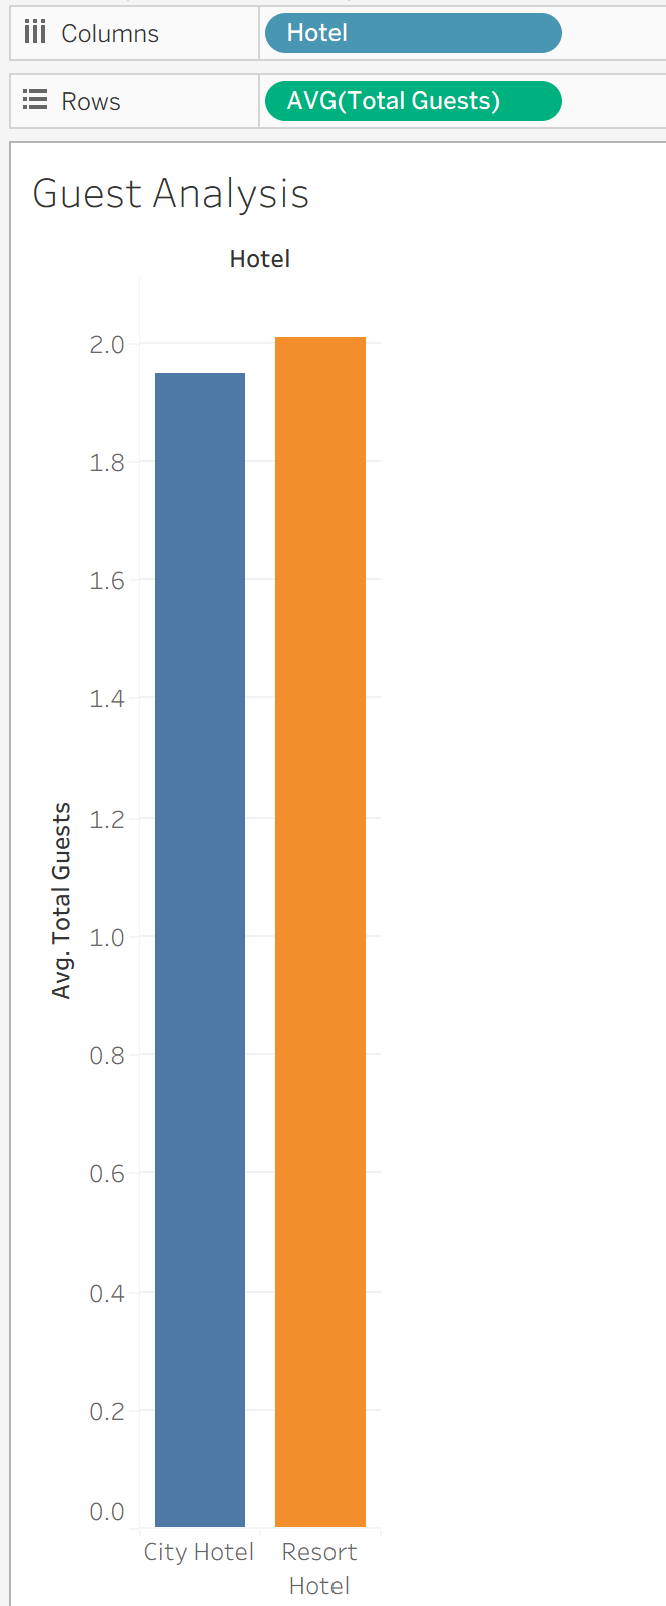 Columns
Hotel
Rows
AVG(Total Guests)
Guest Analysis
Hotel
2.0
1.8
1.6
1.4
1.2
1.0
0.8
0.6
0.4
0.2
0.0
Avg. Total Guests
City Hotel
Resort
Hotel